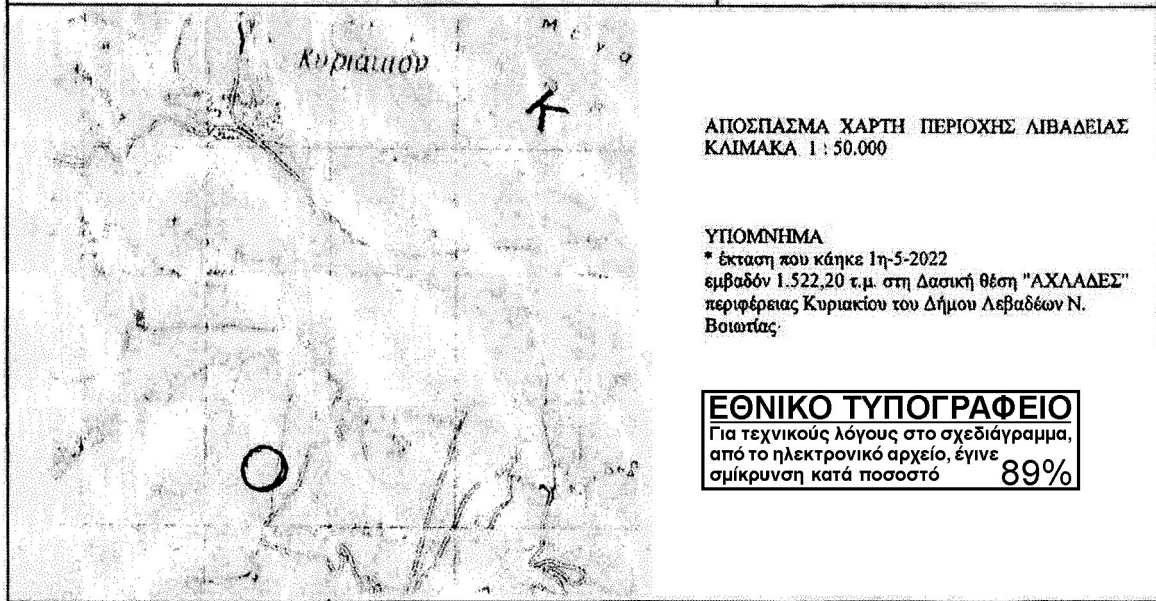 Κυριάκιον
ΑΠΟΣΠΑΣΜΑ ΧΑΡΤΗ ΠΕΡΙΟΧΗΣ ΛΙΒΑΔΕΙΑΣ
ΚΛΙΜΑΚΑ 1 : 50.000
ΥΠΟΜΝΗΜΑ
* έκταση που κάηκε 1η-5-2022
εμβαδόν 1.522,20 τ.μ. στη Δασική θέση "ΑΧΛΑΔΕΣ"
περιφέρειας Κυριακίου του Δήμου Λεβαδέων Ν.
Βοιωτίας
ΕΘΝΙΚΟ ΤΥΠΟΓΡΑΦΕΙΟ
Για τεχνικούς λόγους στο σχεδιάγραμμα,
από το ηλεκτρονικό αρχείο, έγινε
σμίκρυνση κατά ποσοστό 89%